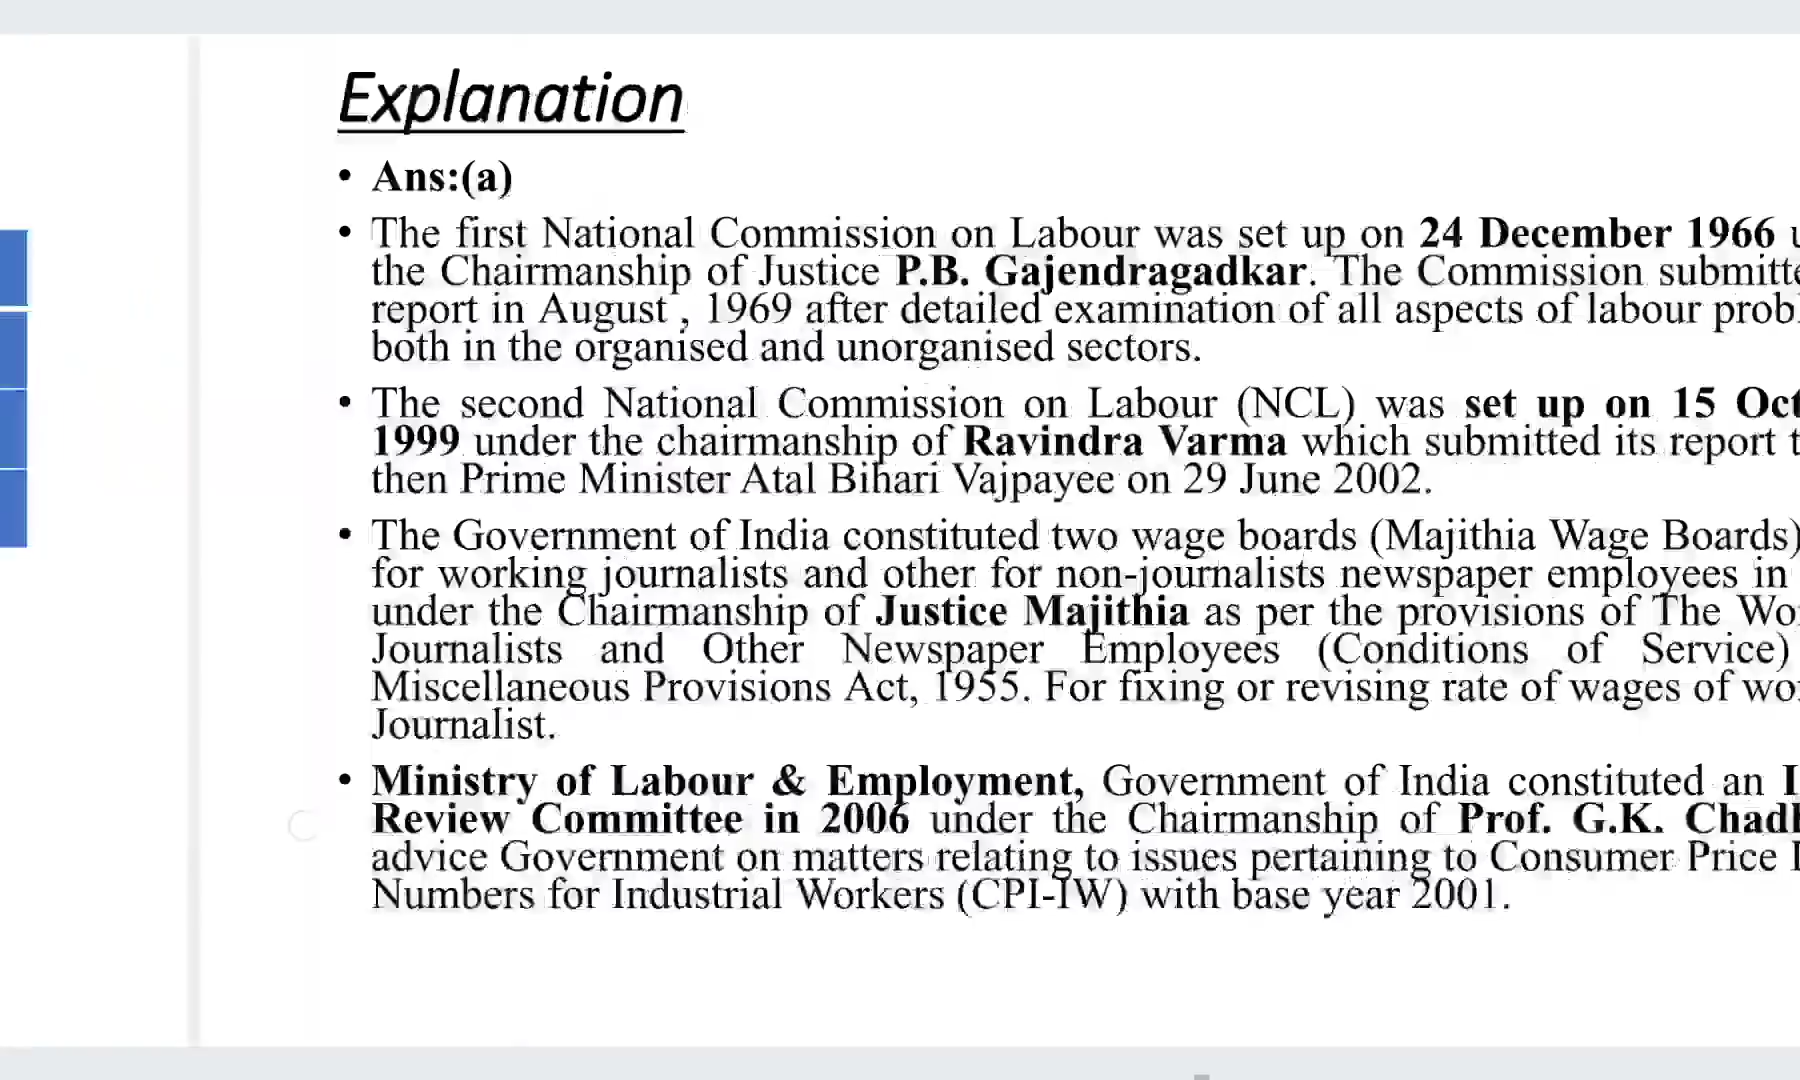 Explanation
• Ans:(a)
• The first National Commission on Labour was set up on 24 December 1966
the Chairmanship of Justice P.B. Gajendragadkar. The Commission
report in August , 1969 after detailed examination of all aspects of labour
both in the organised and unorganised sectors.
• The second National Commission on Labour (NCL) was set up on 15
1999 under the chairmanship of Ravindra Varma which submitted its report
then Prime Minister Atal Bihari Vajpayee on 29 June 2002.
• The Government of India constituted two wage boards (Majithia Wage Boards)
for working journalists and other for non-journalists newspaper employees in
under the Chairmanship of Justice Majithia as per the provisions of The
Journalists and Other Newspaper Employees (Conditions of Service)
Miscellaneous Provisions Act, 1955. For fixing or revising rate of wages of
Journalist.
• Ministry of Labour & Employment, Government of India constituted an
Review Committee in 2006 under the Chairmanship of Prof. G.K.
advice Government on matters relating to issues pertaining to Consumer Price
Numbers for Industrial Workers (CPI-IW) with base year 2001.